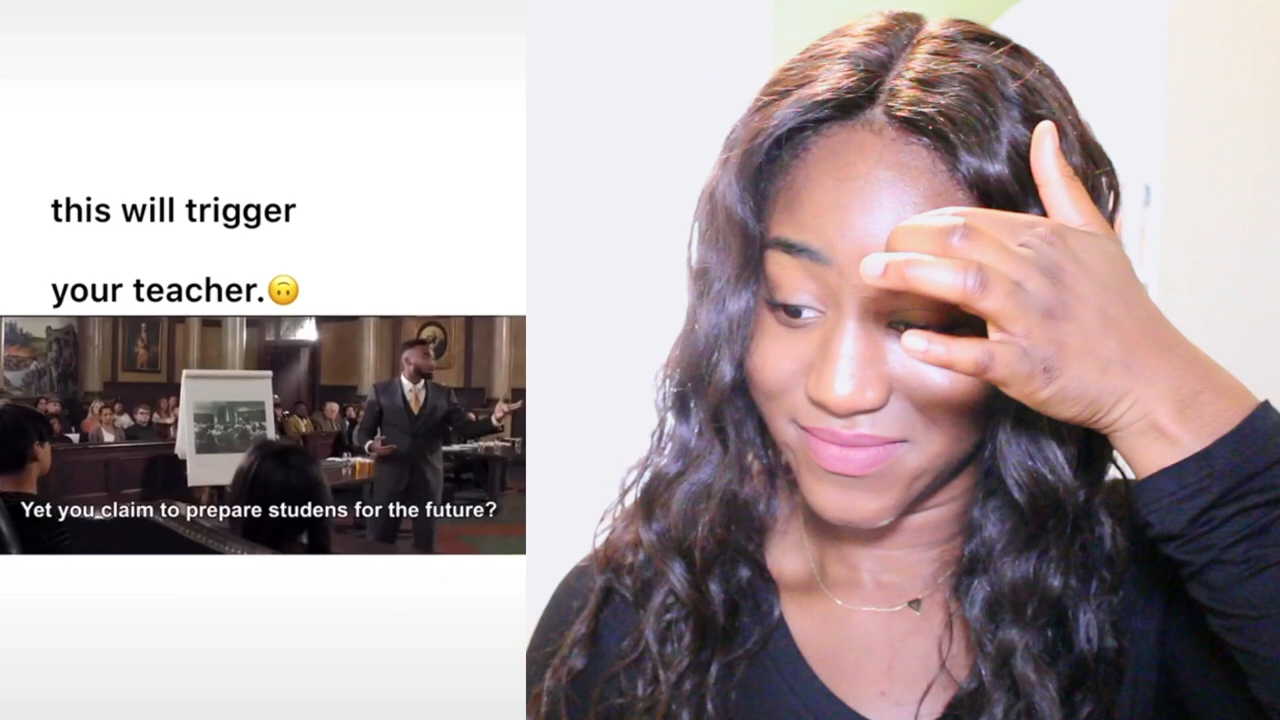 this will trigger
your teacher.🙃
Yet you claim to prepare studens for the future?